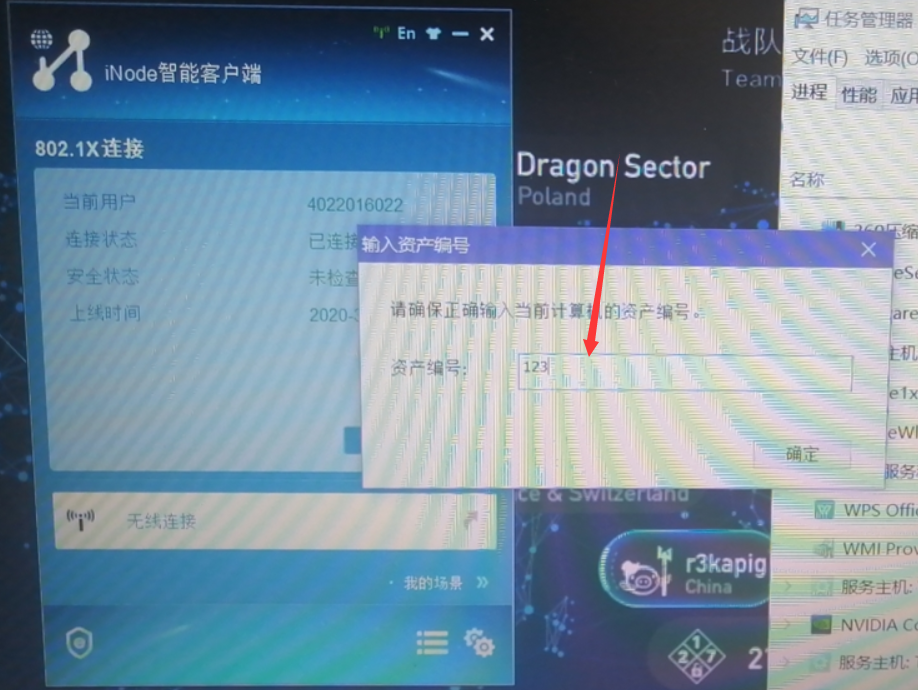 En
iNode智能客户端
802.1X连接
当前用户 4022016022
连接状态 已连接
安全状态 未检查
上线时间 2020-
无线连接
我的场景 >>
输入资产编号
请确保正确输入当前计算机的资产编号。
资产编号: 123
确定
战队
Team
Dragon Sector
Poland
ce & Switzerland
r3kapig
China
1
2 7
6
任务管理器
文件(F) 选项(O
进程 性能 应用
名称
360压缩
eSe
are
主机
e1x
eWI
服务
WPS Offic
WMI Prov
服务主机:
NVIDIA Co
服务主机: